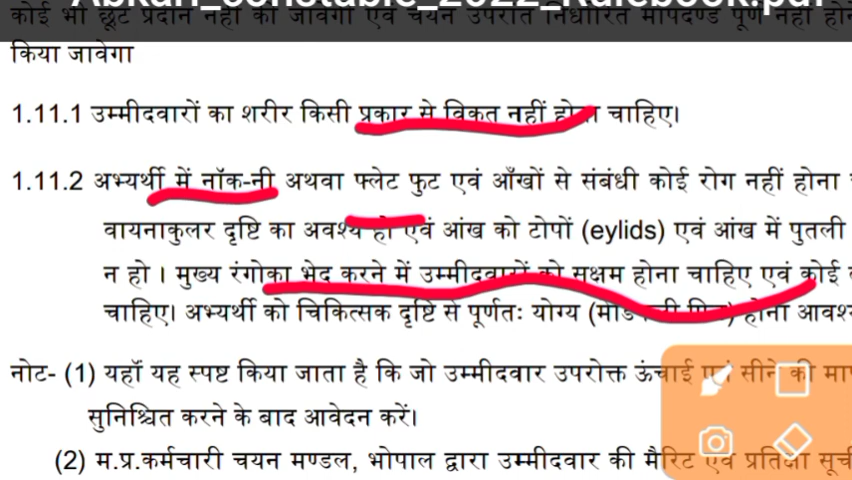 Abkari_constable_2022_Rulebook.pdf
कोई भी छूट प्रदान नहीं की जावेगी एवं चयन उपरांत निर्धारित मापदण्ड पूर्ण नहीं
किया जावेगा
1.11.1 उम्मीदवारों का शरीर किसी प्रकार से विकृत नहीं होना चाहिए।
1.11.2 अभ्यर्थी में नॉक-नी अथवा फ्लेट फुट एवं आँखों से संबंधी कोई रोग नहीं होना
वायनाकुलर दृष्टि का अवश्य हो एवं आंख को टोपों (eylids) एवं आंख में पुतली
न हो । मुख्य रंगोका भेद करने में उम्मीदवारों को सक्षम होना चाहिए एवं कोई
चाहिए। अभ्यर्थी को चिकित्सक दृष्टि से पूर्णतः योग्य होना
नोट- (1) यहाँ यह स्पष्ट किया जाता है कि जो उम्मीदवार उपरोक्त ऊंचाई एवं सीने की
सुनिश्चित करने के बाद आवेदन करें।
(2) म.प्र.कर्मचारी चयन मण्डल, भोपाल द्वारा उम्मीदवार की मैरिट एवं प्रतिक्षा